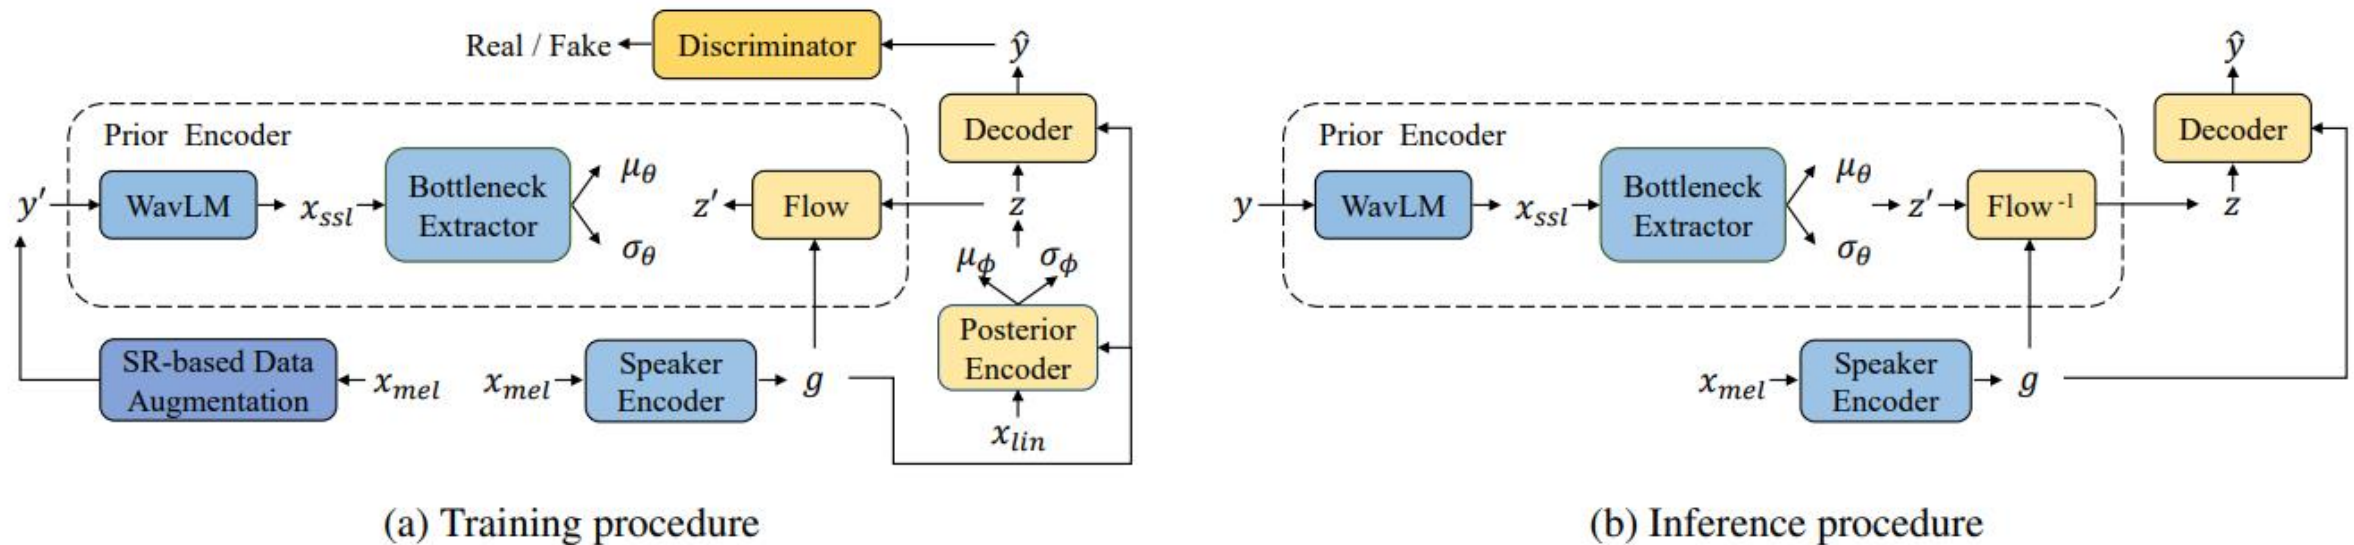 Real / Fake
Discriminator
ŷ
Prior Encoder
Decoder
y′
WavLM
x_ssl
Bottleneck
Extractor
μ_θ
σ_θ
z′
Flow
z
μ_ϕ
σ_ϕ
Posterior
Encoder
x_lin
SR-based Data
Augmentation
x_mel
x_mel
Speaker
Encoder
g
(a) Training procedure
ŷ
Prior Encoder
Decoder
y
WavLM
x_ssl
Bottleneck
Extractor
μ_θ
σ_θ
z′
Flow⁻¹
z
x_mel
Speaker
Encoder
g
(b) Inference procedure